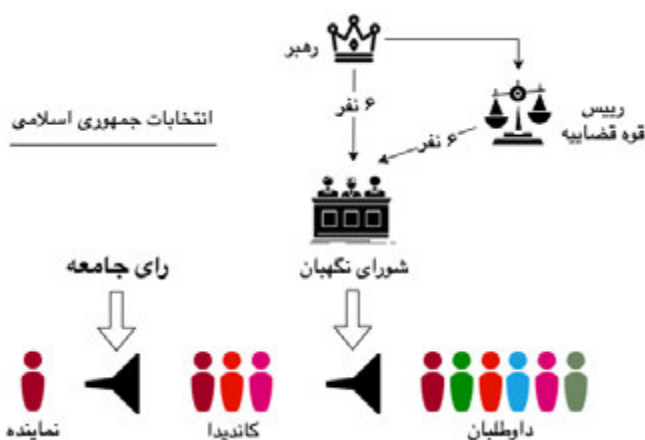 رهبر
۶ نفر
رییس
قوه قضاییه
۶ نفر
انتخابات جمهوری اسلامی
شورای نگهبان
رای جامعه
داوطلبان
کاندیدا
نماینده